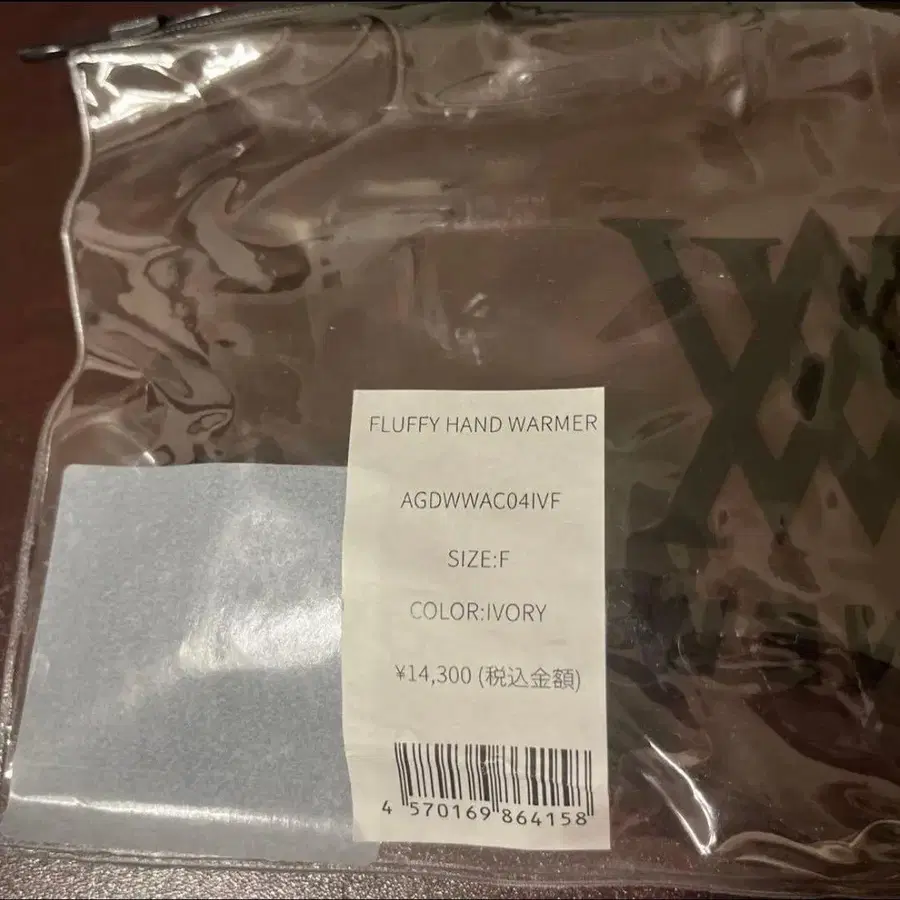 FLUFFY HAND WARMER
AGDWWAC04IVF
SIZE:F
COLOR:IVORY
¥14,300 (税込金額)
4 570169 864158